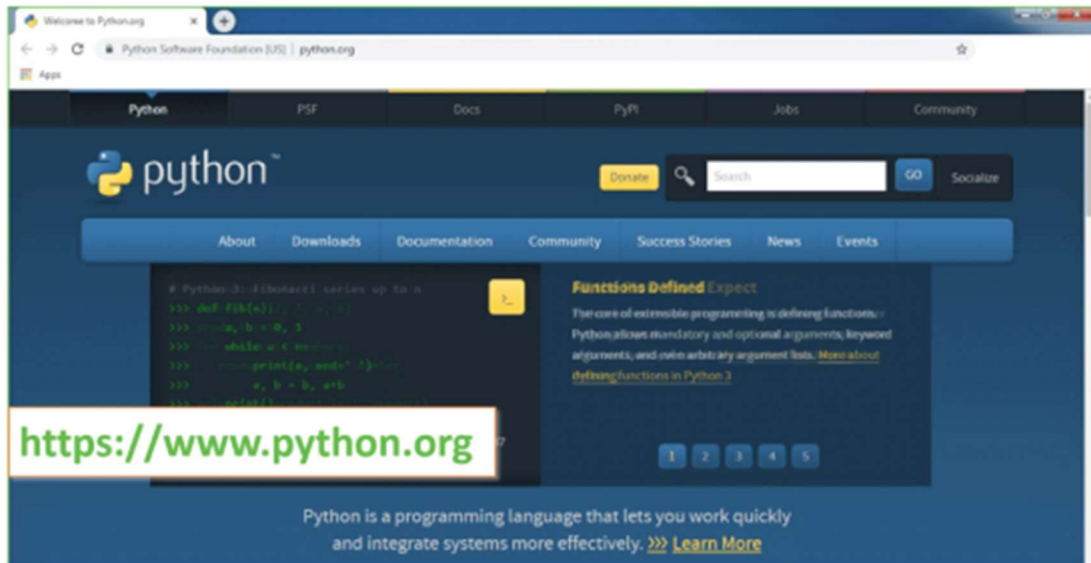 Welcome to Python.org
Python Software Foundation [US] | python.org
Apps
Python PSF Docs PyPI Jobs Community
python™
Donate Search GO Socialize
About Downloads Documentation Community Success Stories News Events
# Python 3: Fibonacci series up to n
>>> def fib(n):
>>> a, b = 0, 1
>>> while a < n:
>>> print(a, end=' ')
>>> a, b = b, a+b
>>> print()
Functions Defined Expect
The core of extensible programming is defining functions.
Python allows mandatory and optional arguments, keyword
arguments, and even arbitrary argument lists. More about
defining functions in Python 3
https://www.python.org
1 2 3 4 5
Python is a programming language that lets you work quickly
and integrate systems more effectively. >>> Learn More